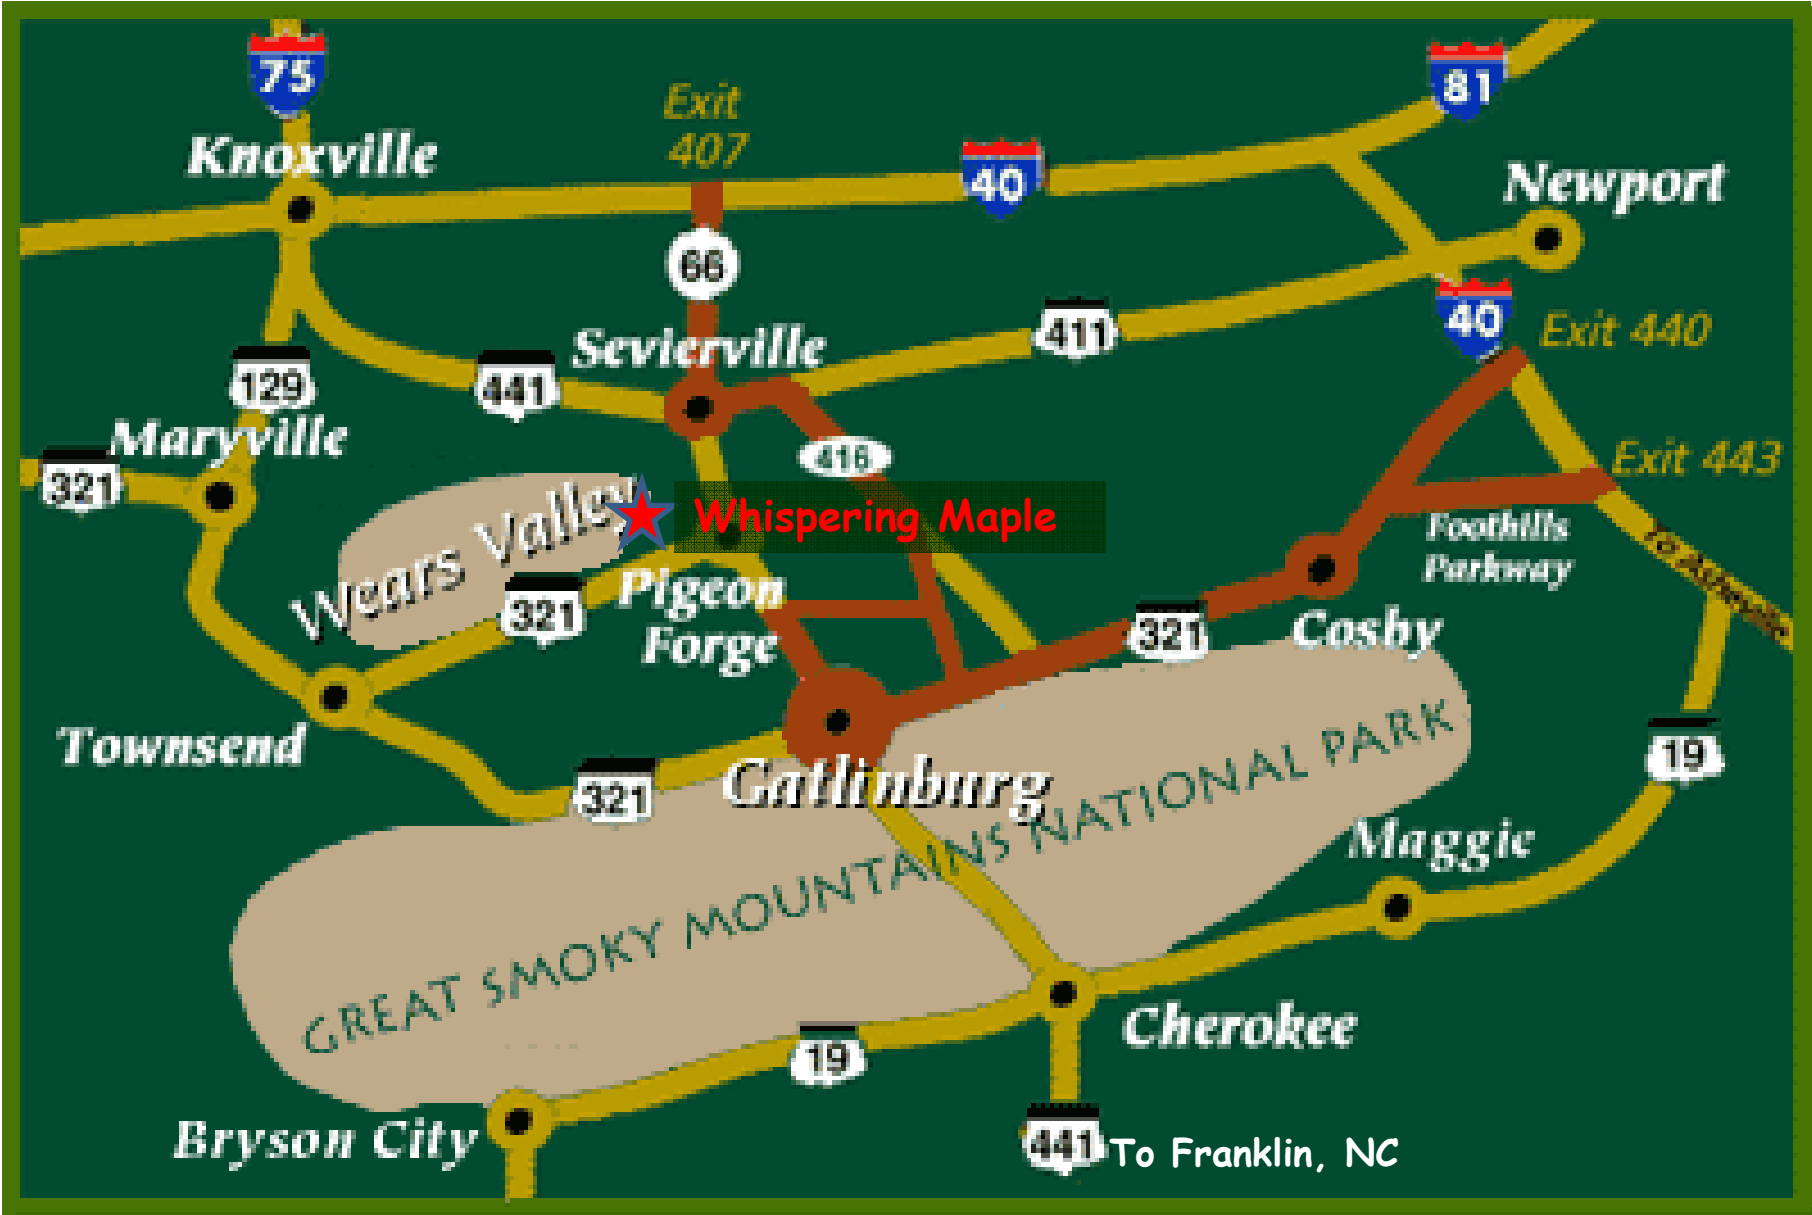 75
81
Exit
407
Knoxville
40
Newport
66
Sevierville
411
40
Exit 440
129
441
Maryville
416
Exit 443
321
Wears Valley
Whispering Maple
Foothills
Parkway
To Asheville
321
Pigeon
Forge
321
Cosby
Townsend
19
321
Gatlinburg
GREAT SMOKY MOUNTAINS NATIONAL PARK
Maggie
Cherokee
19
Bryson City
441
To Franklin, NC